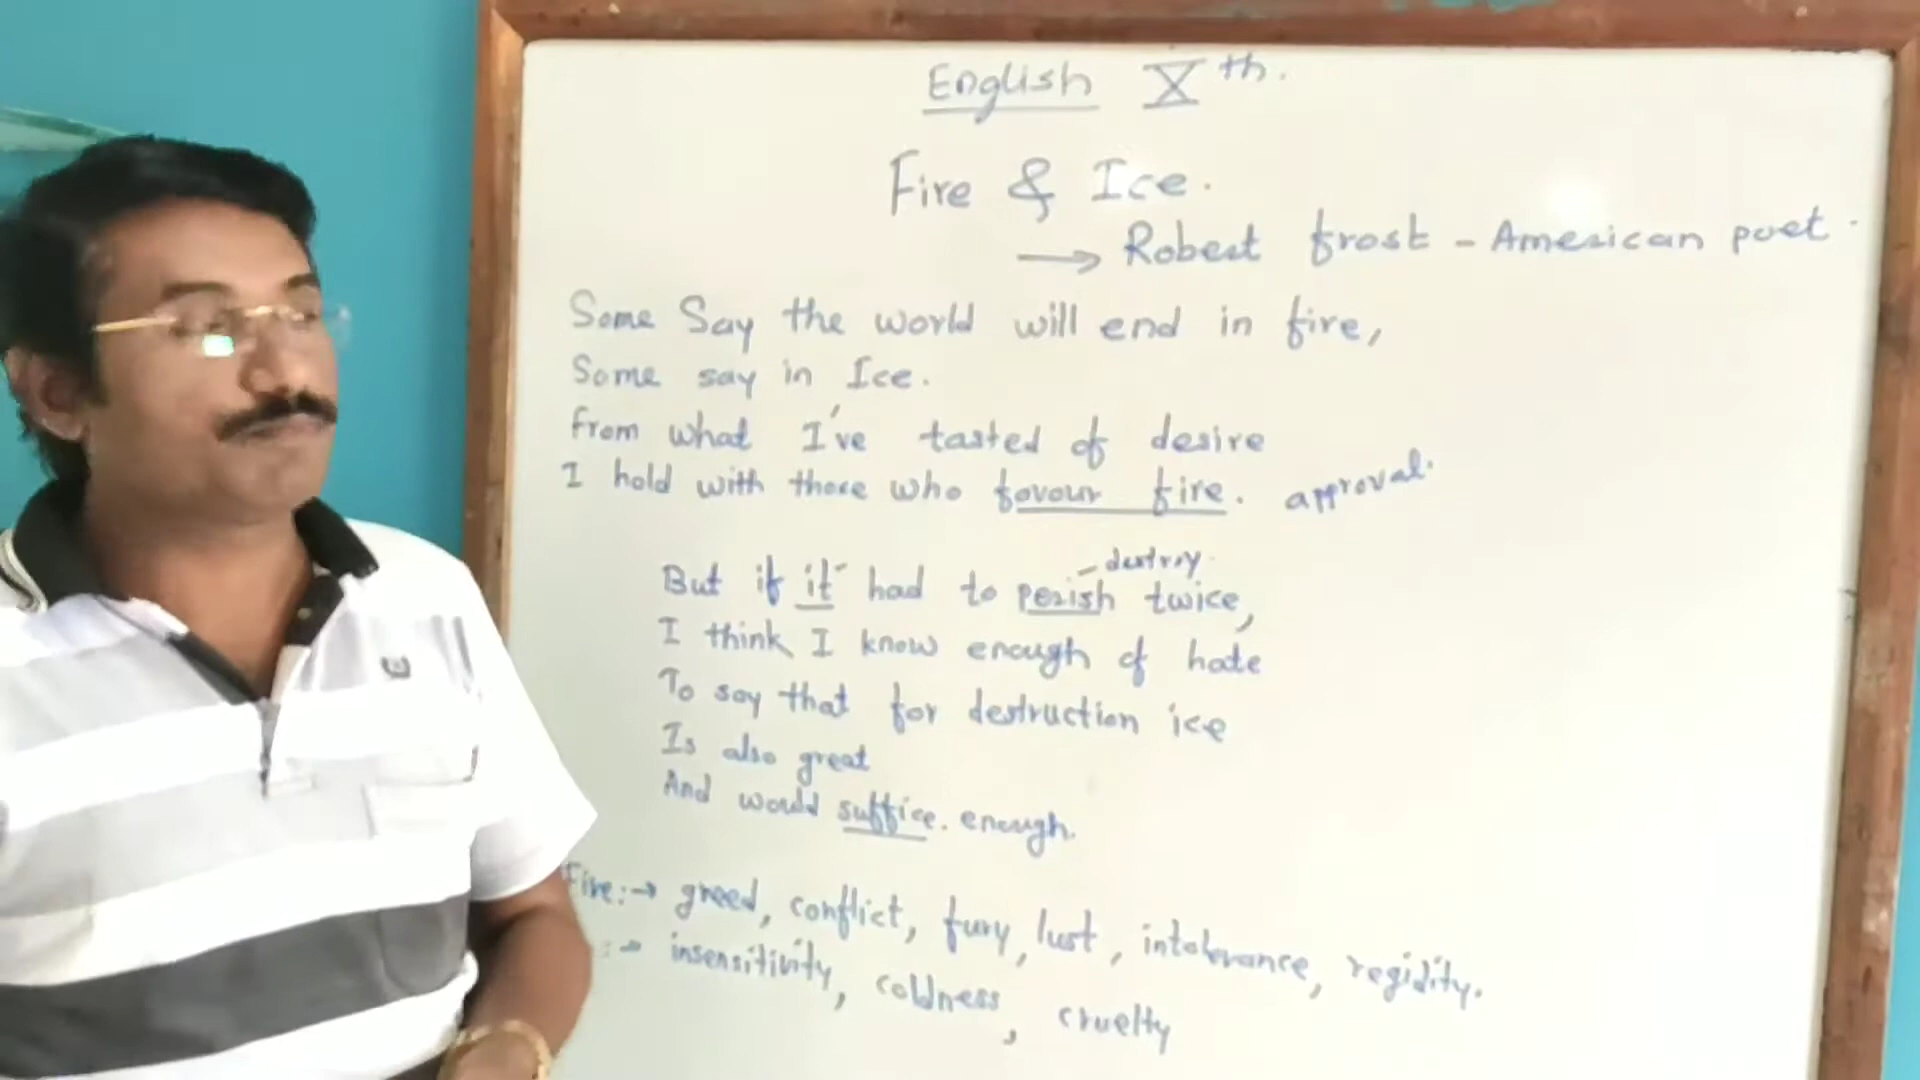 English Xth.
Fire & Ice.
→ Robert frost - American poet.
Some Say the world will end in fire,
Some say in Ice.
From what I've tasted of desire
I hold with those who favour fire. approval.
destroy.
But if it had to perish twice,
I think I know enough of hate
To say that for destruction ice
Is also great
And would suffice. enough.
Fire:→ greed, conflict, fury, lust, intolerance, regidity.
:→ insensitivity, coldness, cruelty